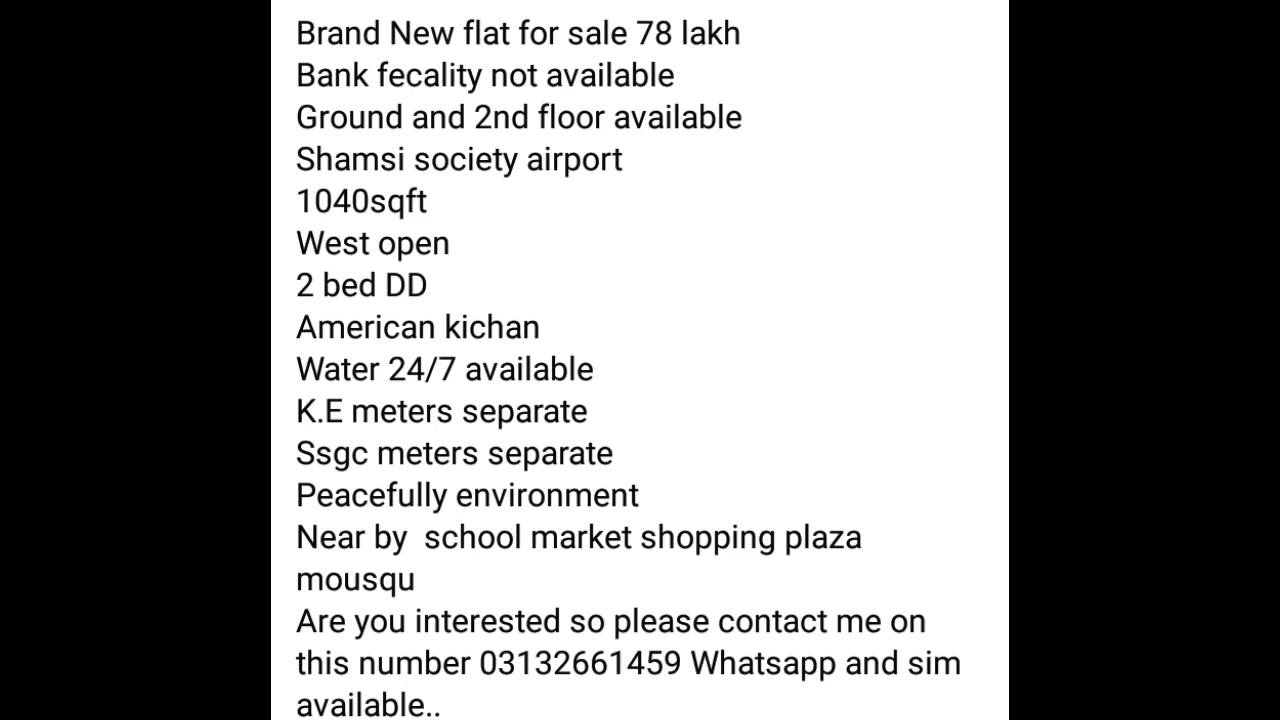 Brand New flat for sale 78 lakh
Bank fecality not available
Ground and 2nd floor available
Shamsi society airport
1040sqft
West open
2 bed DD
American kichan
Water 24/7 available
K.E meters separate
Ssgc meters separate
Peacefully environment
Near by  school market shopping plaza
mousqu
Are you interested so please contact me on
this number 03132661459 Whatsapp and sim
available..